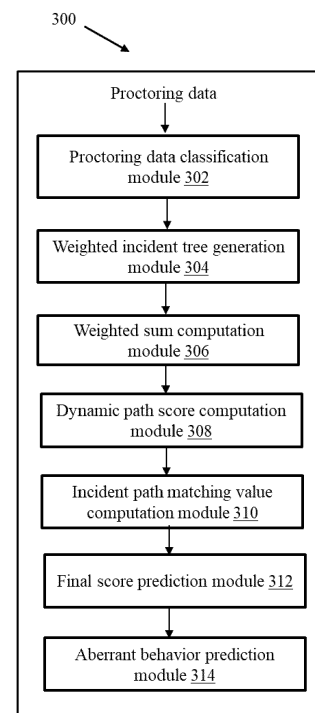 300
Proctoring data
Proctoring data classification
module 302
Weighted incident tree generation
module 304
Weighted sum computation
module 306
Dynamic path score computation
module 308
Incident path matching value
computation module 310
Final score prediction module 312
Aberrant behavior prediction
module 314